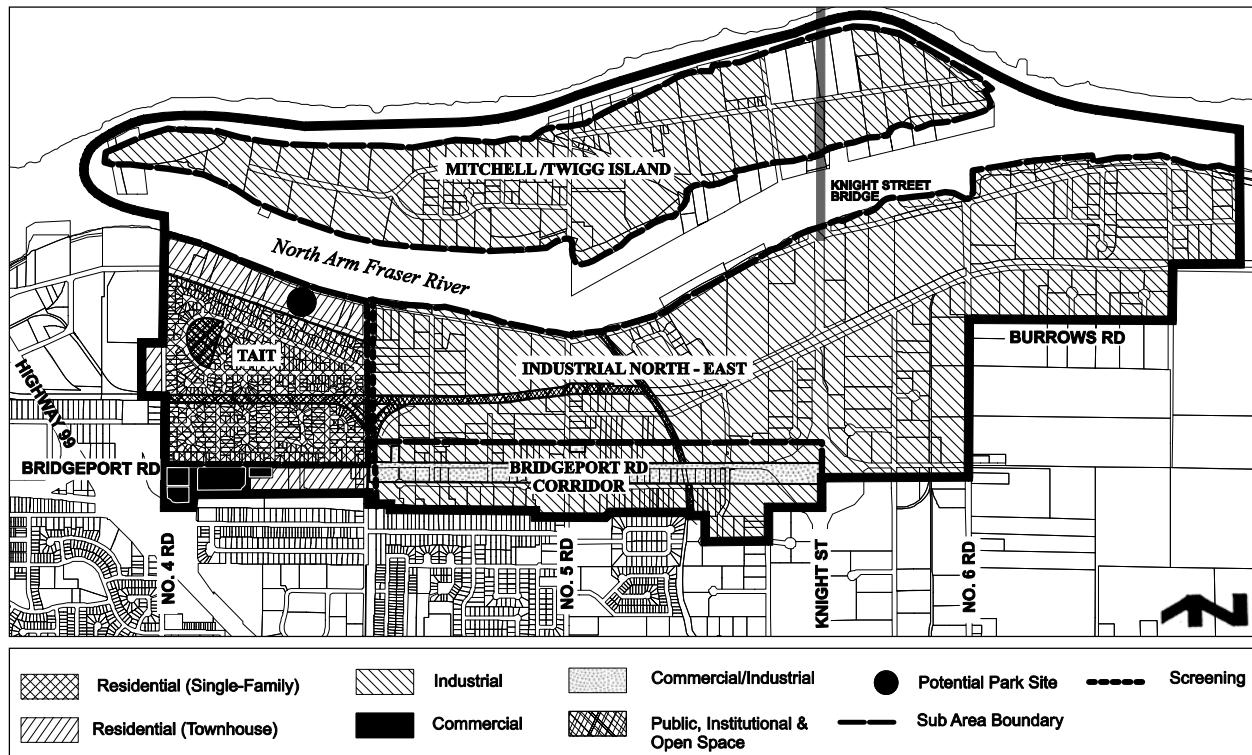 MITCHELL /TWIGG ISLAND
KNIGHT STREET
BRIDGE
North Arm Fraser River
TAIT
INDUSTRIAL NORTH - EAST
BURROWS RD
HIGHWAY 99
BRIDGEPORT RD
BRIDGEPORT RD
CORRIDOR
NO. 4 RD
NO. 5 RD
KNIGHT ST
NO. 6 RD
N
Residential (Single-Family)
Industrial
Commercial/Industrial
Potential Park Site
Screening
Residential (Townhouse)
Commercial
Public, Institutional &
Open Space
Sub Area Boundary